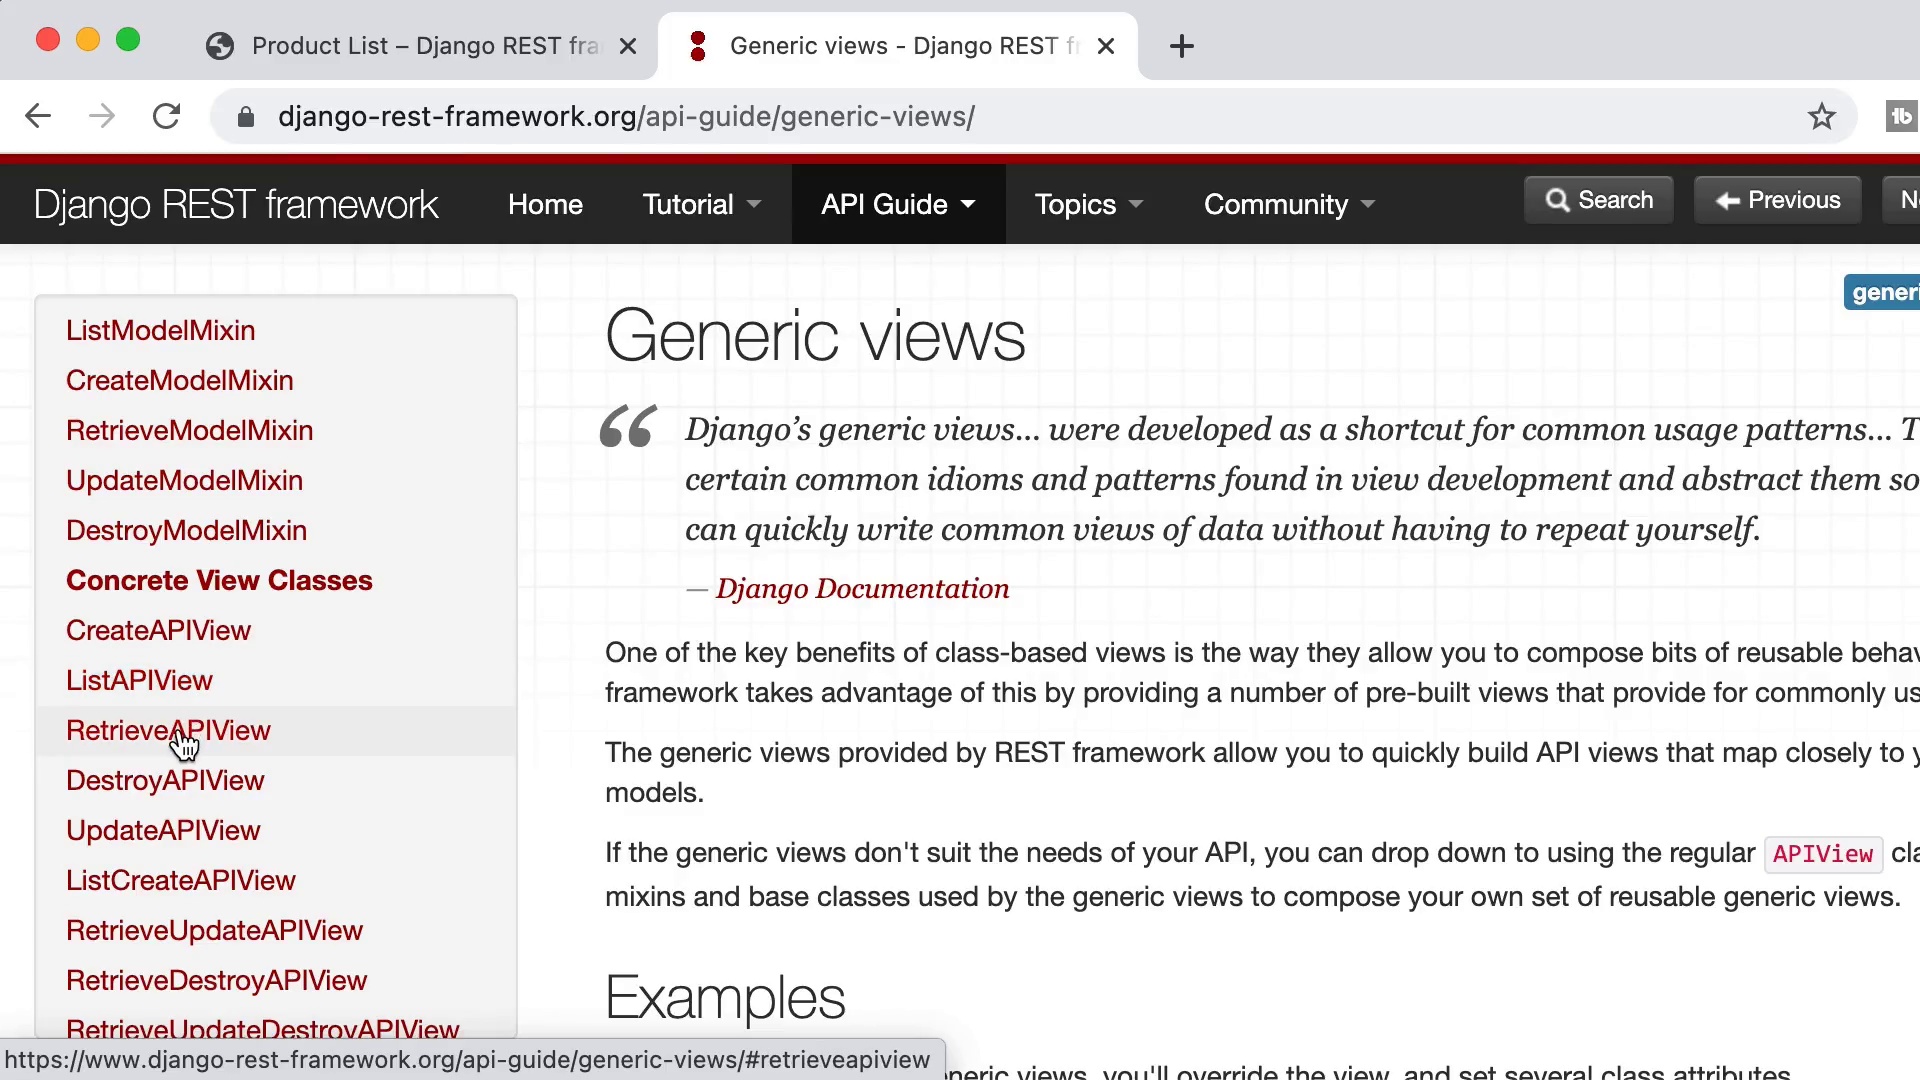 Product List – Django REST fra
Generic views - Django REST f
django-rest-framework.org/api-guide/generic-views/
Django REST framework
Home
Tutorial
API Guide
Topics
Community
Search
Previous
generi
ListModelMixin
CreateModelMixin
RetrieveModelMixin
UpdateModelMixin
DestroyModelMixin
Concrete View Classes
CreateAPIView
ListAPIView
RetrieveAPIView
DestroyAPIView
UpdateAPIView
ListCreateAPIView
RetrieveUpdateAPIView
RetrieveDestroyAPIView
RetrieveUpdateDestroyAPIView
Generic views
“ Django’s generic views... were developed as a shortcut for common usage patterns... T
certain common idioms and patterns found in view development and abstract them so
can quickly write common views of data without having to repeat yourself.
— Django Documentation
One of the key benefits of class-based views is the way they allow you to compose bits of reusable behav
framework takes advantage of this by providing a number of pre-built views that provide for commonly us
The generic views provided by REST framework allow you to quickly build API views that map closely to y
models.
If the generic views don't suit the needs of your API, you can drop down to using the regular APIView cla
mixins and base classes used by the generic views to compose your own set of reusable generic views.
Examples
neric views, you'll override the view, and set several class attributes.
https://www.django-rest-framework.org/api-guide/generic-views/#retrieveapiview